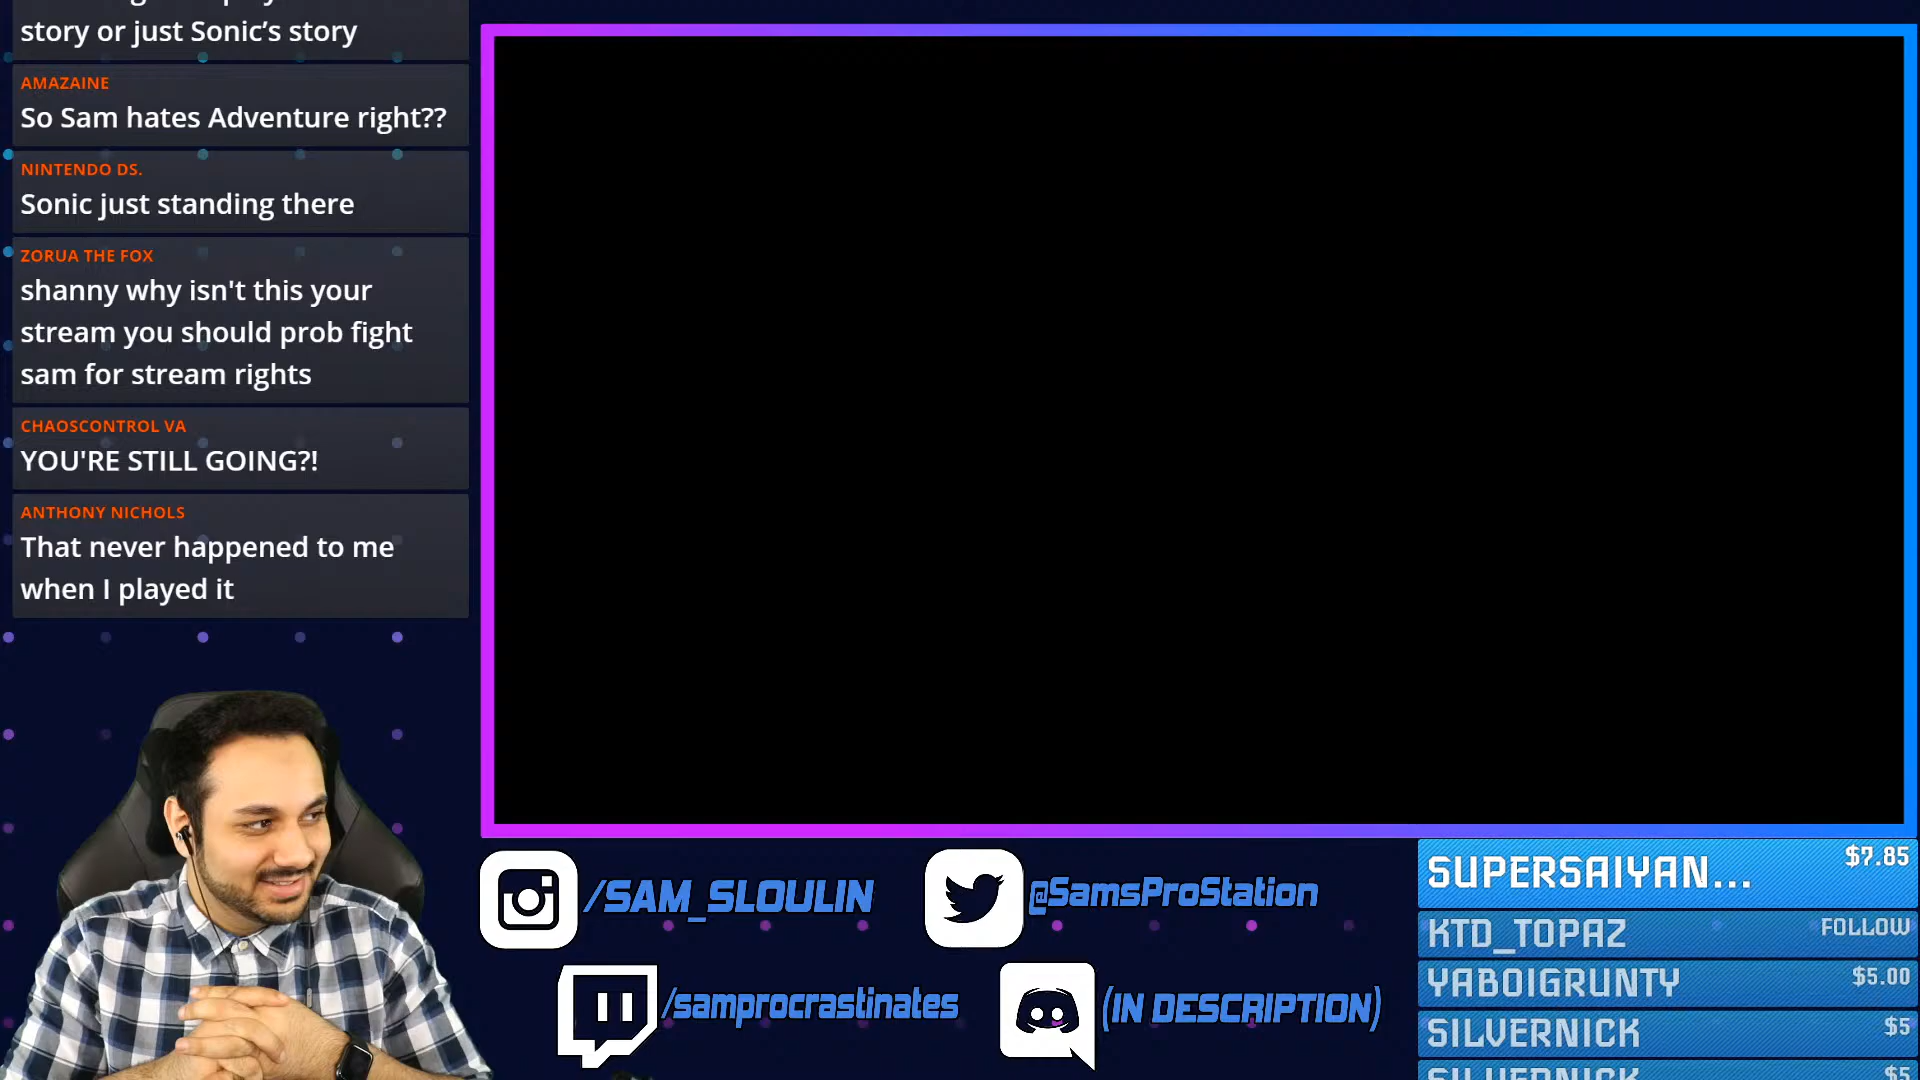 story or just Sonic’s story
AMAZAINE
So Sam hates Adventure right??
NINTENDO DS.
Sonic just standing there
ZORUA THE FOX
shanny why isn't this your
stream you should prob fight
sam for stream rights
CHAOSCONTROL VA
YOU'RE STILL GOING?!
ANTHONY NICHOLS
That never happened to me
when I played it
/SAM_SLOULIN
@SamsProStation
/samprocrastinates
(IN DESCRIPTION)
SUPERSAIYAN... $7.85
KTD_TOPAZ FOLLOW
YABOIGRUNTY $5.00
SILVERNICK $5
SILVERNICK $5